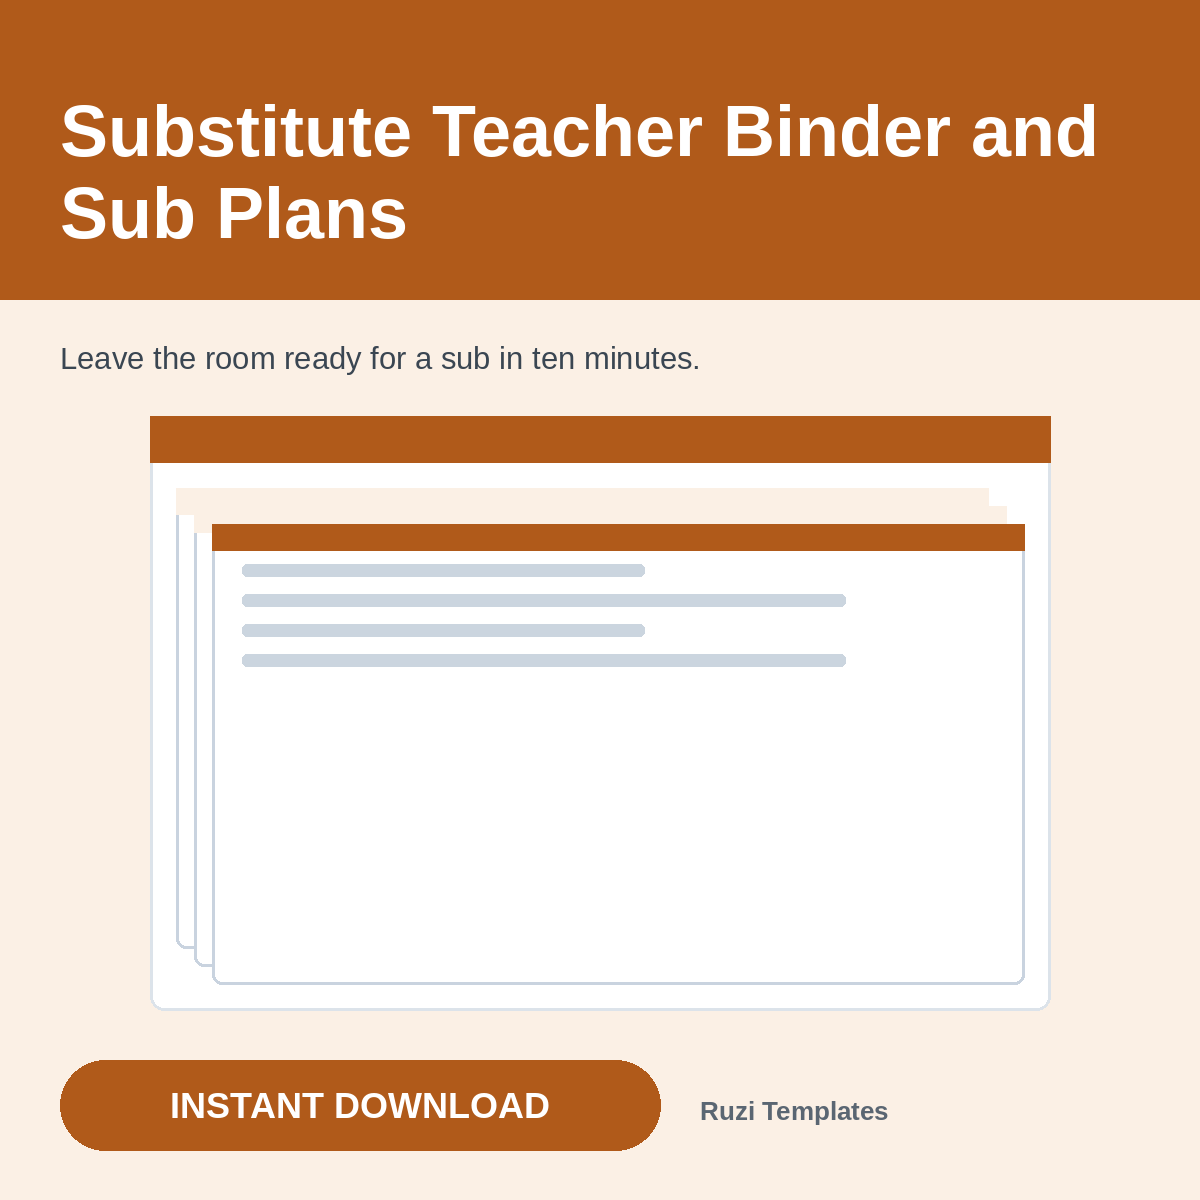 Substitute Teacher Binder and
Sub Plans
Leave the room ready for a sub in ten minutes.
INSTANT DOWNLOAD
Ruzi Templates